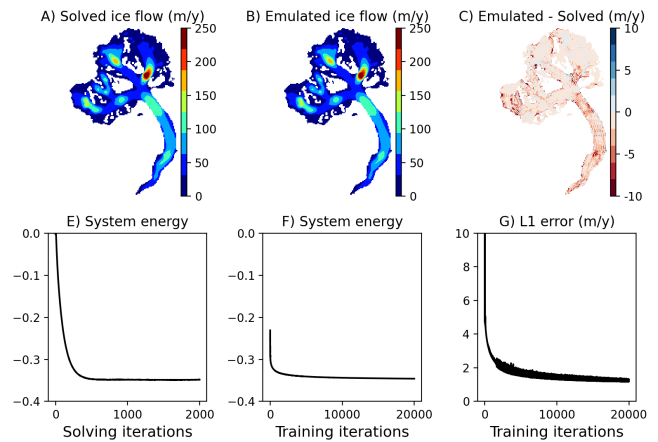 A) Solved ice flow (m/y)
250
200
150
100
50
0
B) Emulated ice flow (m/y)
250
200
150
100
50
0
C) Emulated - Solved (m/y)
10
5
0
−5
−10
E) System energy
0.0
−0.1
−0.2
−0.3
−0.4
0 1000 2000
Solving iterations
F) System energy
0.0
−0.1
−0.2
−0.3
−0.4
0 10000 20000
Training iterations
G) L1 error (m/y)
10
8
6
4
2
0
0 10000 20000
Training iterations